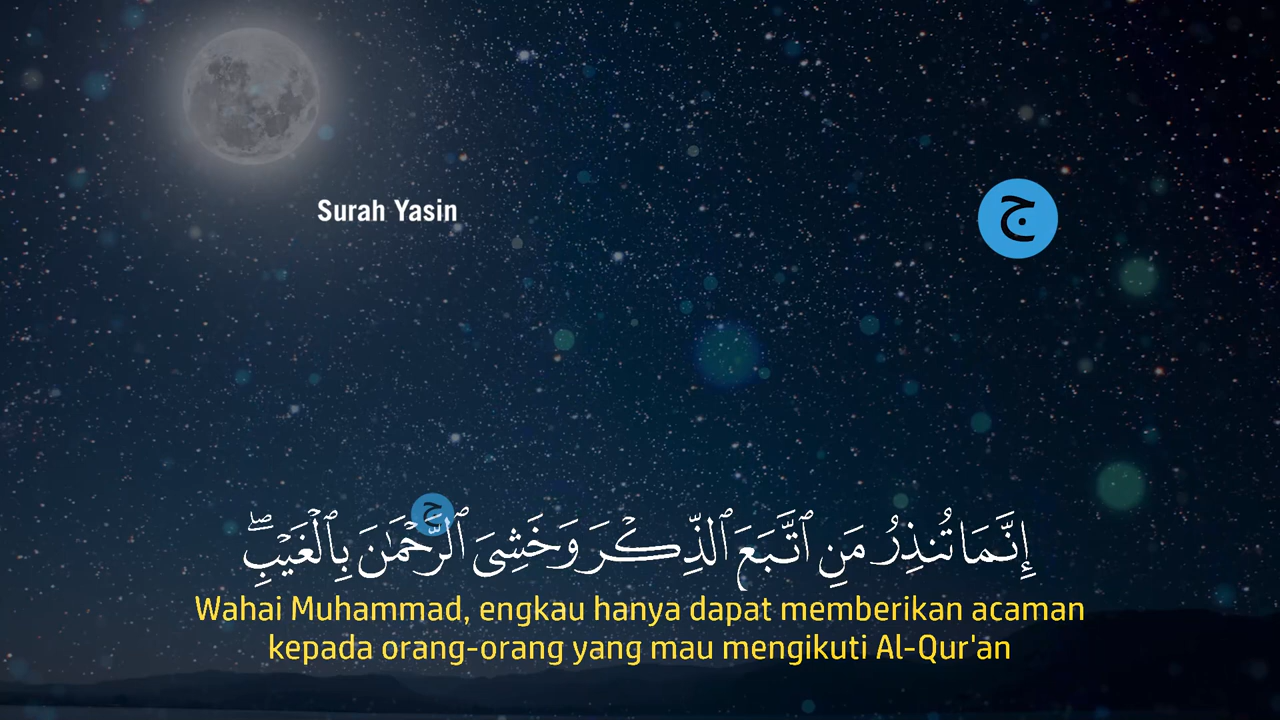 Surah Yasin
ج
ج
إِنَّمَا تُنذِرُ مَنِ ٱتَّبَعَ ٱلذِّكْرَ وَخَشِىَ ٱلرَّحْمَـٰنَ بِٱلْغَيْبِ ۖ
Wahai Muhammad, engkau hanya dapat memberikan acaman
kepada orang-orang yang mau mengikuti Al-Qur'an